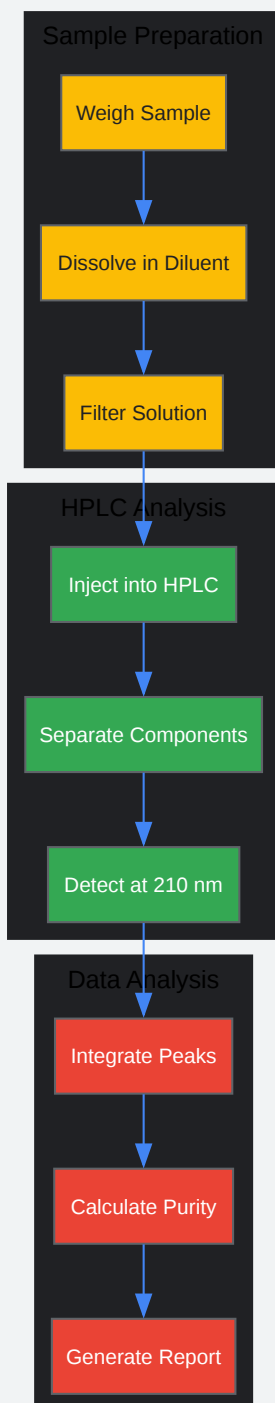 Sample Preparation
Weigh Sample
Dissolve in Diluent
Filter Solution
HPLC Analysis
Inject into HPLC
Separate Components
Detect at 210 nm
Data Analysis
Integrate Peaks
Calculate Purity
Generate Report